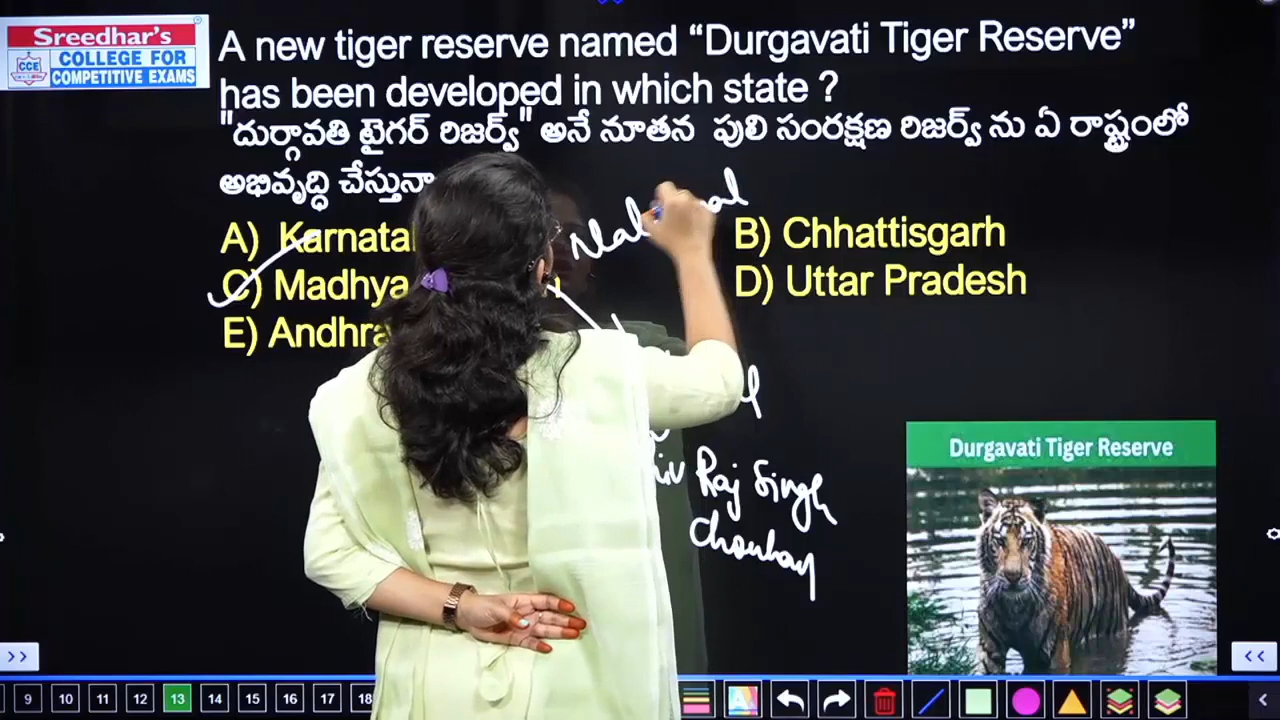 Sreedhar's
CCE
COLLEGE FOR
COMPETITIVE EXAMS
A new tiger reserve named “Durgavati Tiger Reserve”
has been developed in which state ?
"దుర్గావతి టైగర్ రిజర్వ్" అనే నూతన పులి సంరక్షణ రిజర్వ్ ను ఏ రాష్ట్రంలో
అభివృద్ధి
A)
B) Chhattisgarh
C) Madhya
D) Uttar Pradesh
E) Andhra
Raj Singh
Chouhan
Durgavati Tiger Reserve
>>
<<
9 10 11 12 13 14 15 16 17 18